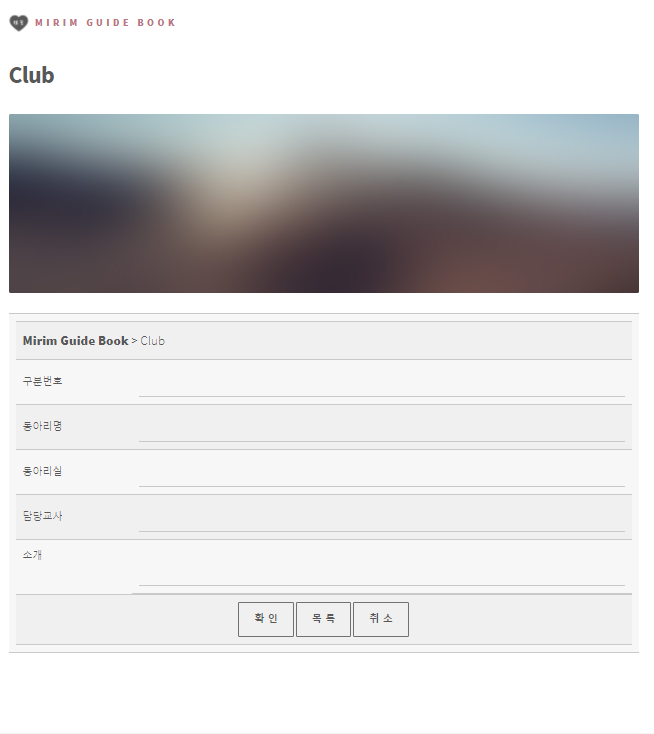 MIRIM GUIDE BOOK
Club
Mirim Guide Book > Club
구분번호
동아리명
동아리실
담당교사
소개
확 인 목 록 취 소